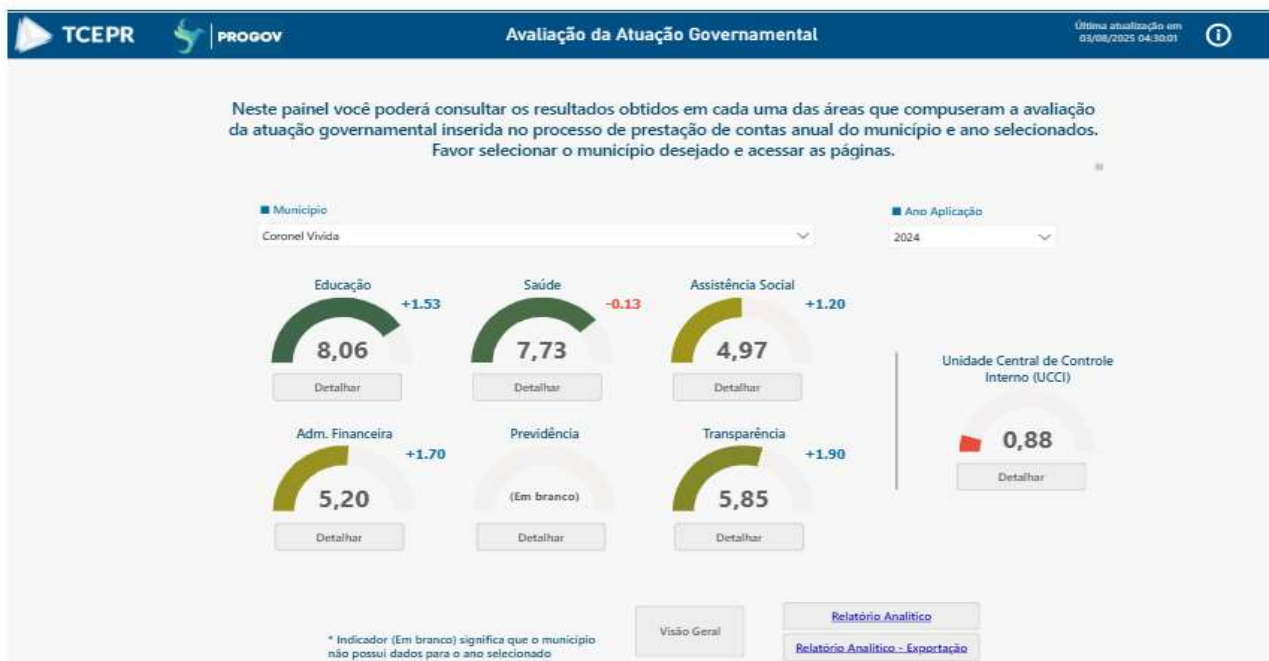 TCEPR
PROGOV
Avaliação da Atuação Governamental
Última atualização em
03/08/2025 04:30:01
Neste painel você poderá consultar os resultados obtidos em cada uma das áreas que compuseram a avaliação
da atuação governamental inserida no processo de prestação de contas anual do município e ano selecionados.
Favor selecionar o município desejado e acessar as páginas.
Município
Ano Aplicação
Coronel Vivida
2024
Educação
+1.53
8,06
Detalhar
Saúde
-0.13
7,73
Detalhar
Assistência Social
+1.20
4,97
Detalhar
Unidade Central de Controle
Interno (UCCI)
0,88
Detalhar
Adm. Financeira
+1.70
5,20
Detalhar
Previdência
(Em branco)
Detalhar
Transparência
+1.90
5,85
Detalhar
* Indicador (Em branco) significa que o município
não possui dados para o ano selecionado
Visão Geral
Relatório Analítico
Relatório Analítico - Exportação